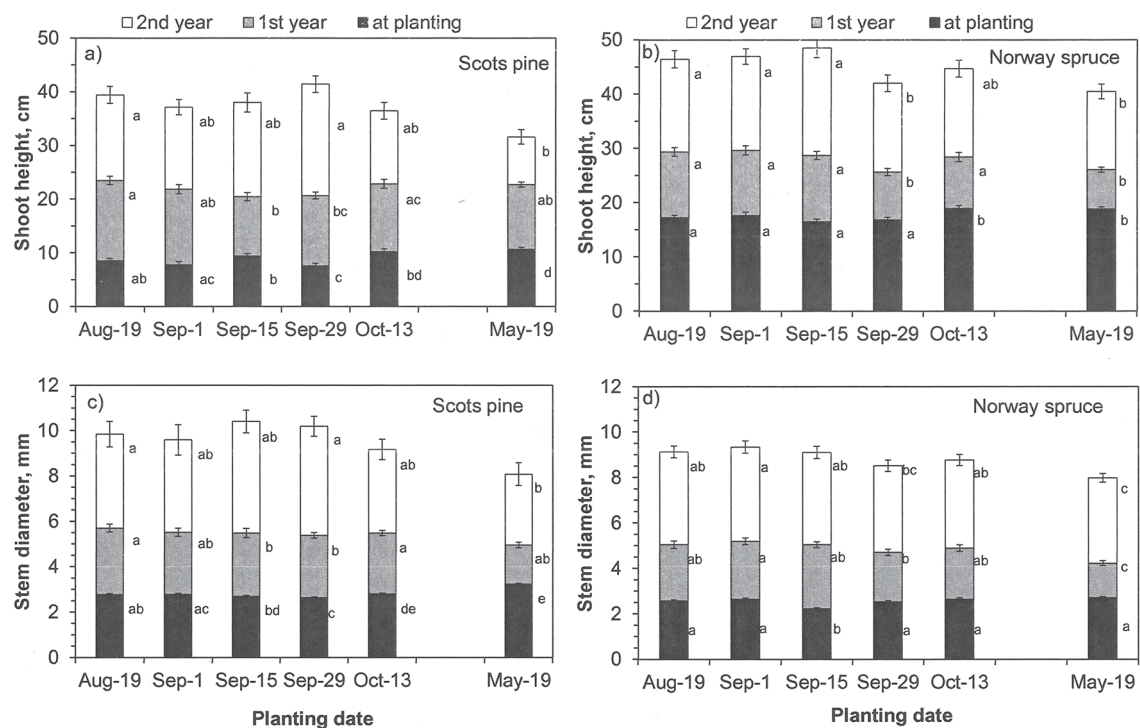 2nd year 1st year at planting
a) Scots pine
Shoot height, cm
50
40
30
20
10
0
a ab ab a ab b
a ab b bc ac ab
ab ac b c bd d
Aug-19 Sep-1 Sep-15 Sep-29 Oct-13 May-19
2nd year 1st year at planting
b) Norway spruce
Shoot height, cm
50
40
30
20
10
0
a a a b ab b
a a a b a b
a a a a b b
Aug-19 Sep-1 Sep-15 Sep-29 Oct-13 May-19
c) Scots pine
Stem diameter, mm
12
10
8
6
4
2
0
a ab ab a ab b
a ab b b a ab
ab ac bd c de e
Aug-19 Sep-1 Sep-15 Sep-29 Oct-13 May-19
Planting date
d) Norway spruce
Stem diameter, mm
12
10
8
6
4
2
0
ab a ab bc ab c
ab a ab b ab c
a a b a a a
Aug-19 Sep-1 Sep-15 Sep-29 Oct-13 May-19
Planting date